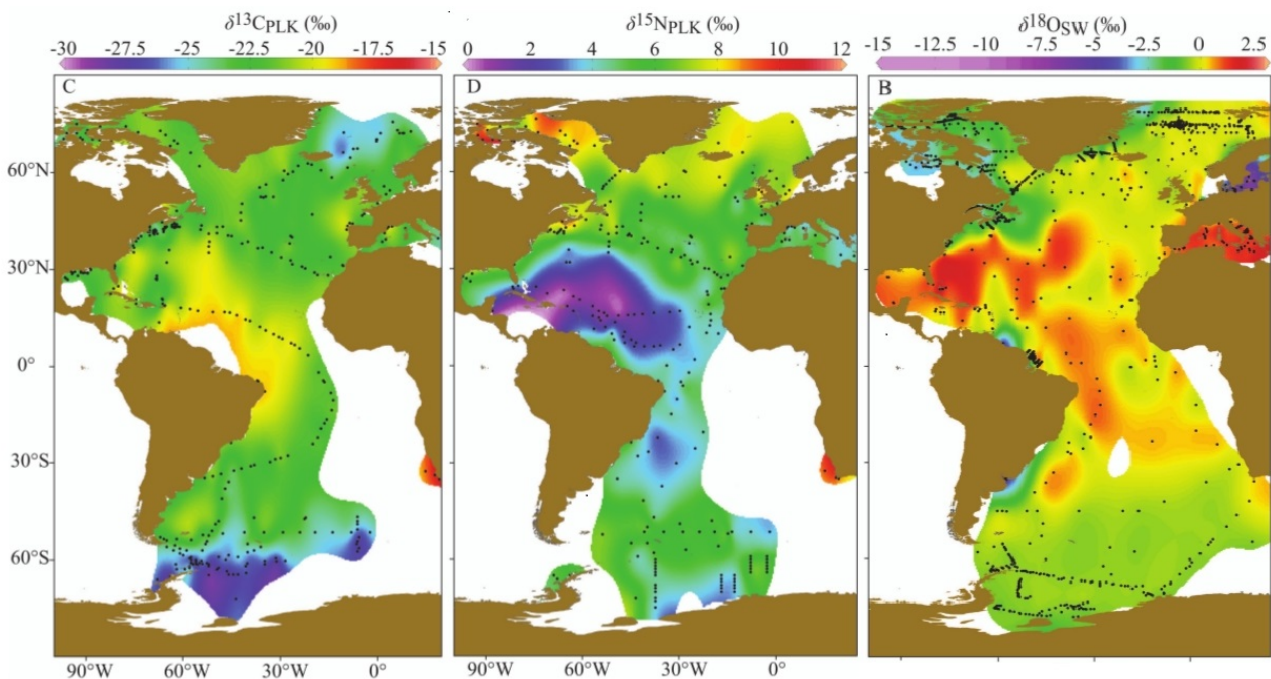 δ13CPLK (‰) δ15NPLK (‰) δ18OSW (‰)
-30 -27.5 -25 -22.5 -20 -17.5 -15 0 2 4 6 8 10 12 -15 -12.5 -10 -7.5 -5 -2.5 0 2.5
C D B
60°N
30°N
0°
30°S
60°S
90°W 60°W 30°W 0° 90°W 60°W 30°W 0°